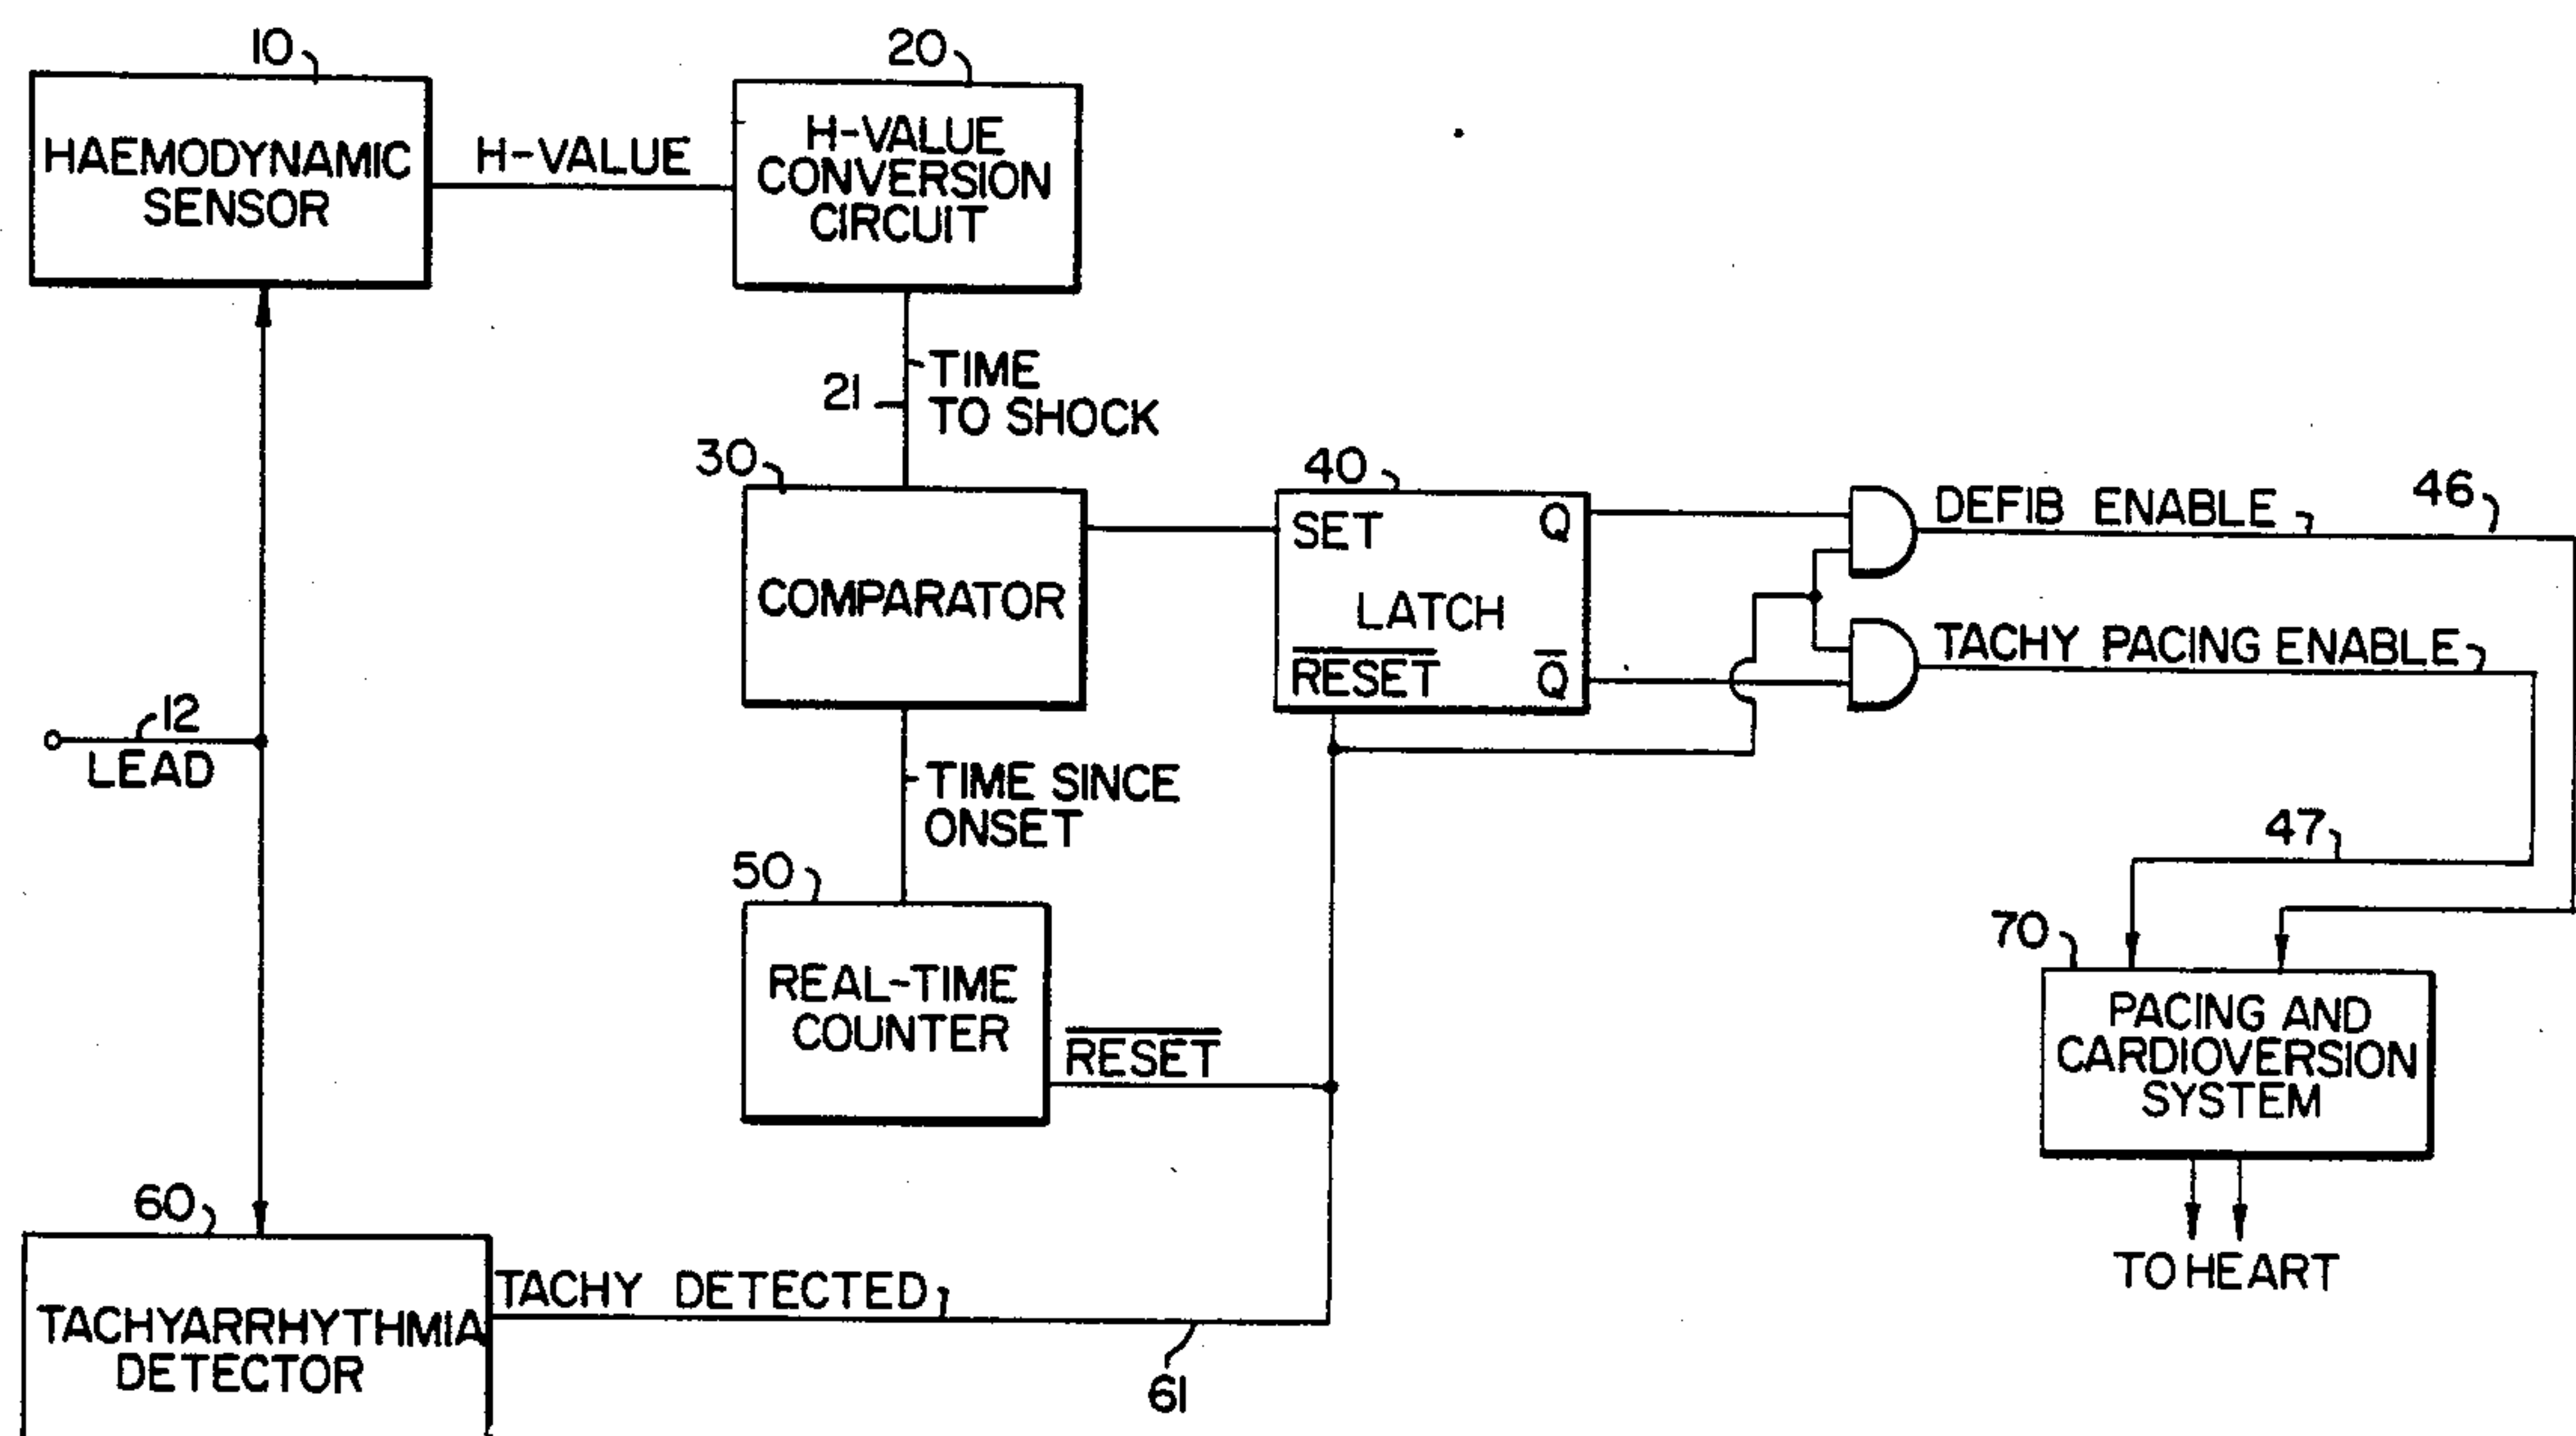 10
20
HAEMODYNAMIC
SENSOR
H-VALUE
H-VALUE
CONVERSION
CIRCUIT
21
TIME
TO SHOCK
30
COMPARATOR
40
SET
Q
LATCH
RESET
Q̅
DEFIB ENABLE
46
TACHY PACING ENABLE
12
LEAD
TIME SINCE
ONSET
47
50
REAL-TIME
COUNTER
RESET
70
PACING AND
CARDIOVERSION
SYSTEM
TO HEART
60
TACHYARRHYTHMIA
DETECTOR
TACHY DETECTED
61